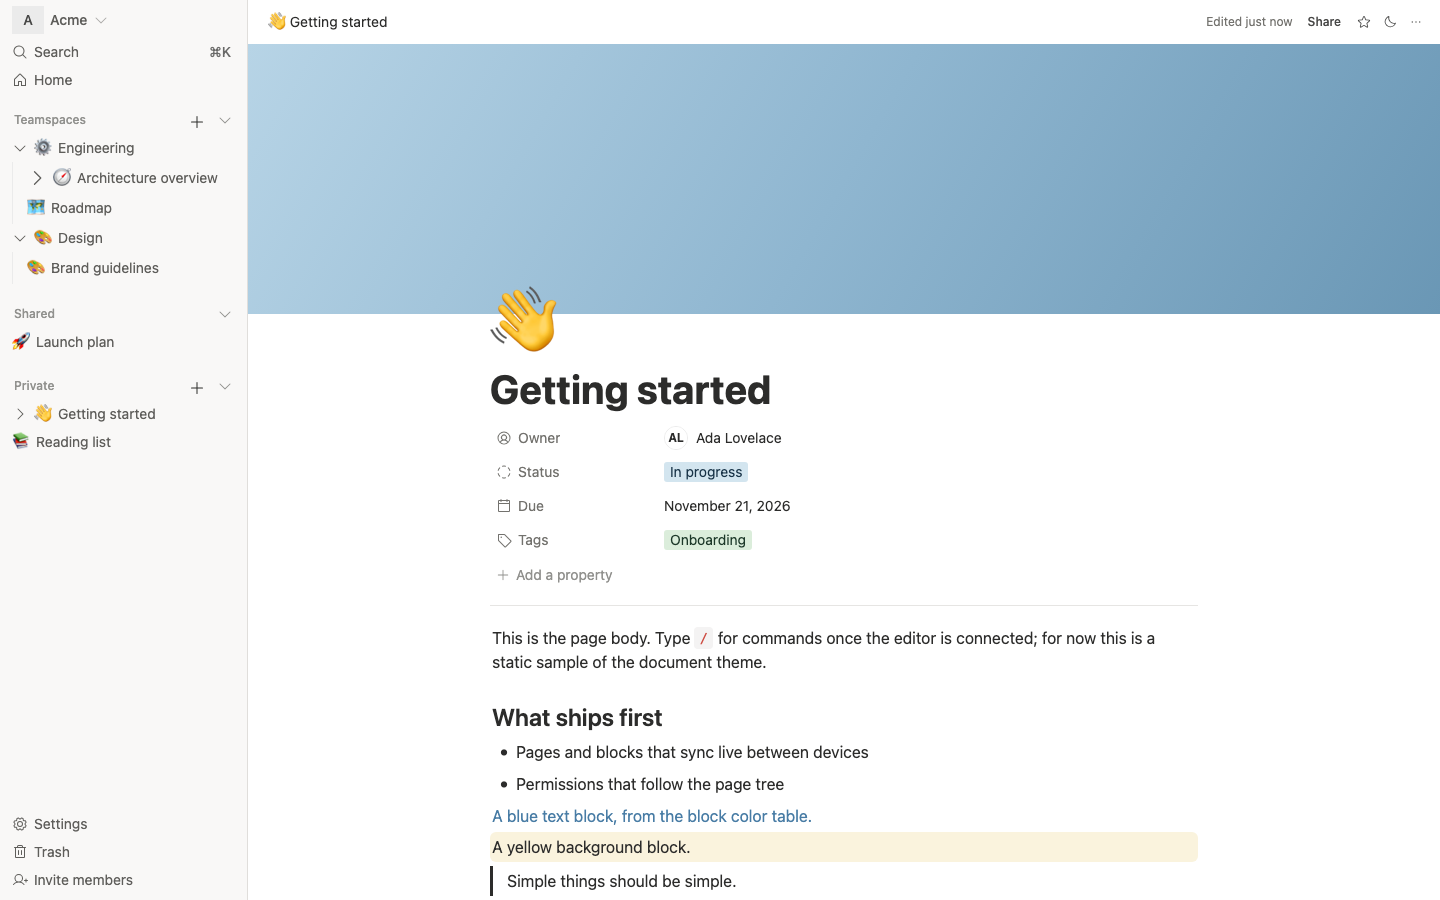 A Acme
Search ⌘K
Home
Teamspaces
Engineering
Architecture overview
Roadmap
Design
Brand guidelines
Shared
Launch plan
Private
Getting started
Reading list
Settings
Trash
Invite members
Getting started
Edited just now Share
Getting started
Owner AL Ada Lovelace
Status In progress
Due November 21, 2026
Tags Onboarding
Add a property
This is the page body. Type / for commands once the editor is connected; for now this is a
static sample of the document theme.
What ships first
• Pages and blocks that sync live between devices
• Permissions that follow the page tree
A blue text block, from the block color table.
A yellow background block.
Simple things should be simple.